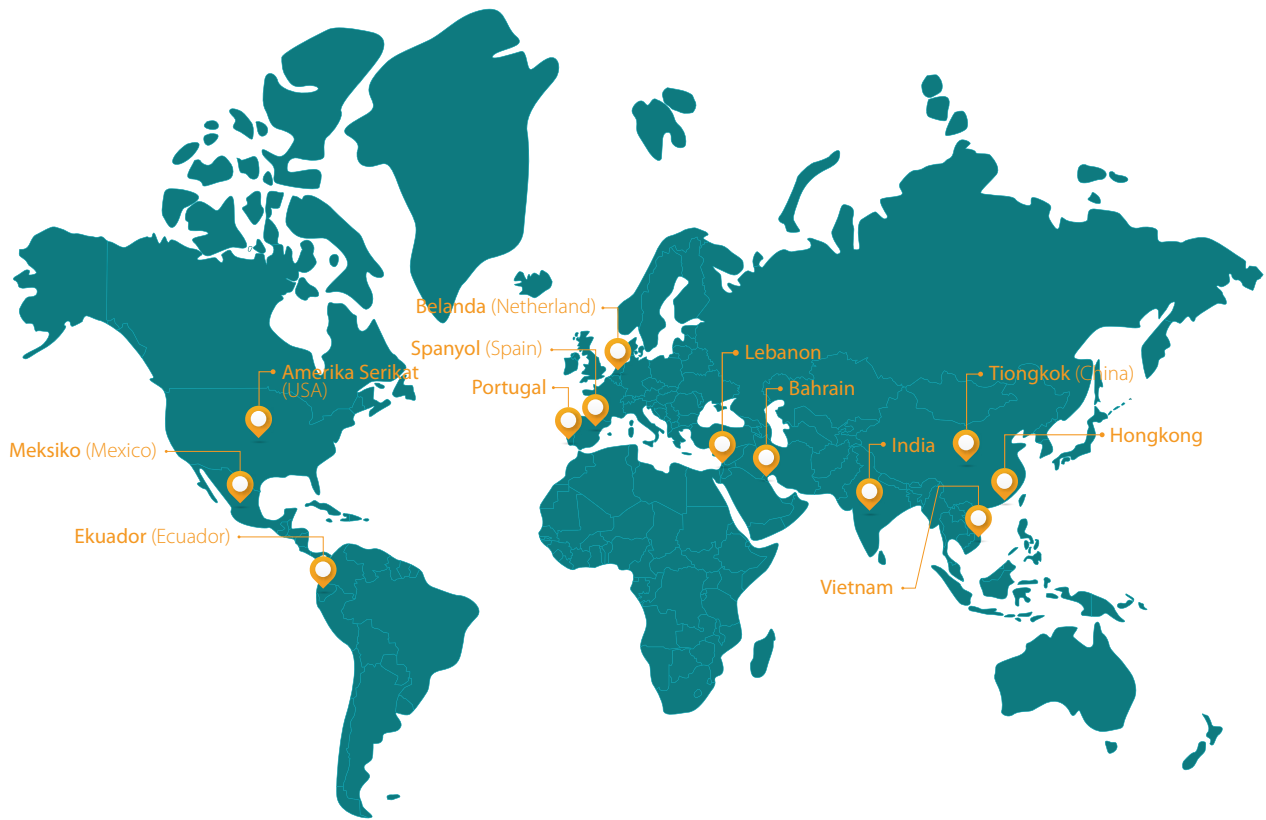 Belanda (Netherland)
Spanyol (Spain)
Lebanon
Amerika Serikat
(USA)
Tiongkok (China)
Portugal
Bahrain
Hongkong
India
Meksiko (Mexico)
Ekuador (Ecuador)
Vietnam